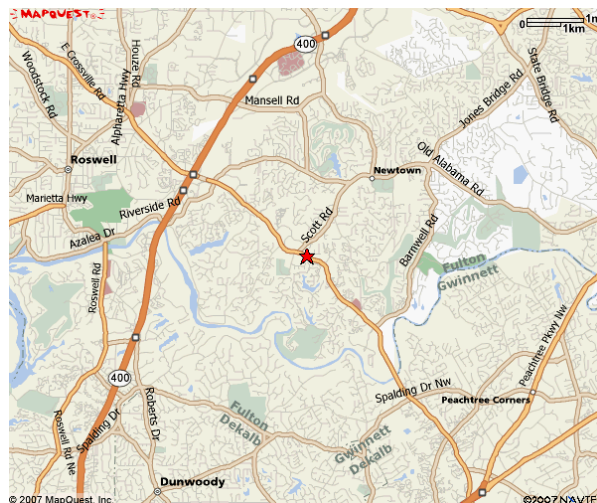 MAPQUEST
0 1m
1km
400
Houze Rd
E Crossville Rd
Woodstock Rd
Alpharetta Hwy
Mansell Rd
Jones Bridge Rd
State Bridge Rd
Roswell
Newtown
Old Alabama Rd
Marietta Hwy
Riverside Rd
Scott Rd
Azalea Dr
Barnwell Rd
Fulton
Gwinnett
Roswell Rd
Peachtree Pkwy Nw
400
Spalding Dr Nw
Peachtree Corners
Roberts Dr
Fulton
Dekalb
Roswell Rd Ne
Spalding Dr
Gwinnett
Dekalb
Dunwoody
© 2007 MapQuest, Inc.
©2007 NAVTE